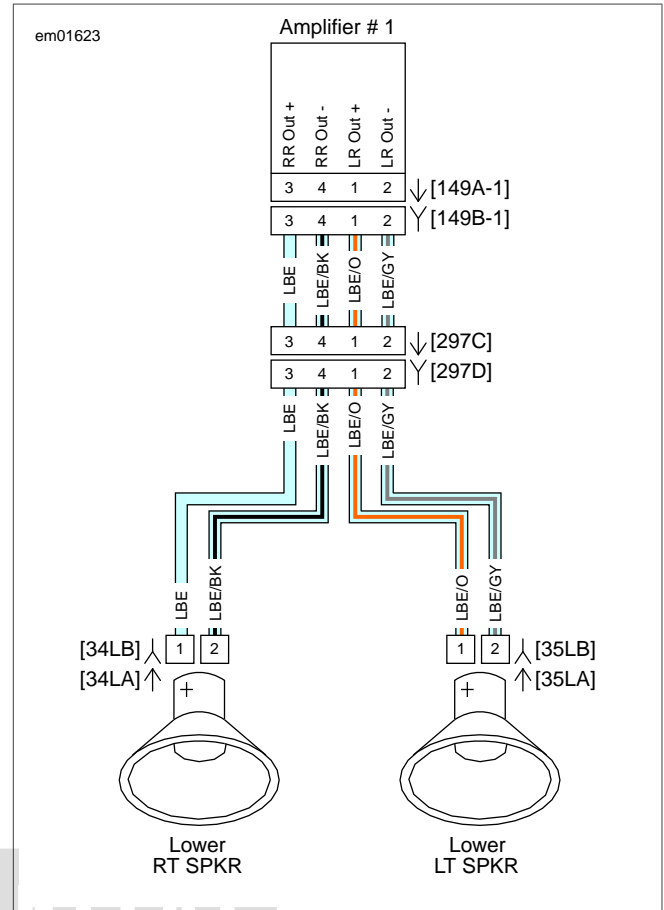 em01623
Amplifier # 1
RR Out +
RR Out -
LR Out +
LR Out -
3 4 1 2 [149A-1]
3 4 1 2 [149B-1]
LBE
LBE/BK
LBE/O
LBE/GY
3 4 1 2 [297C]
3 4 1 2 [297D]
LBE
LBE/BK
LBE/O
LBE/GY
LBE
LBE/BK
LBE/O
LBE/GY
[34LB] 1 2 1 2 [35LB]
[34LA] [35LA]
+ +
Lower Lower
RT SPKR LT SPKR